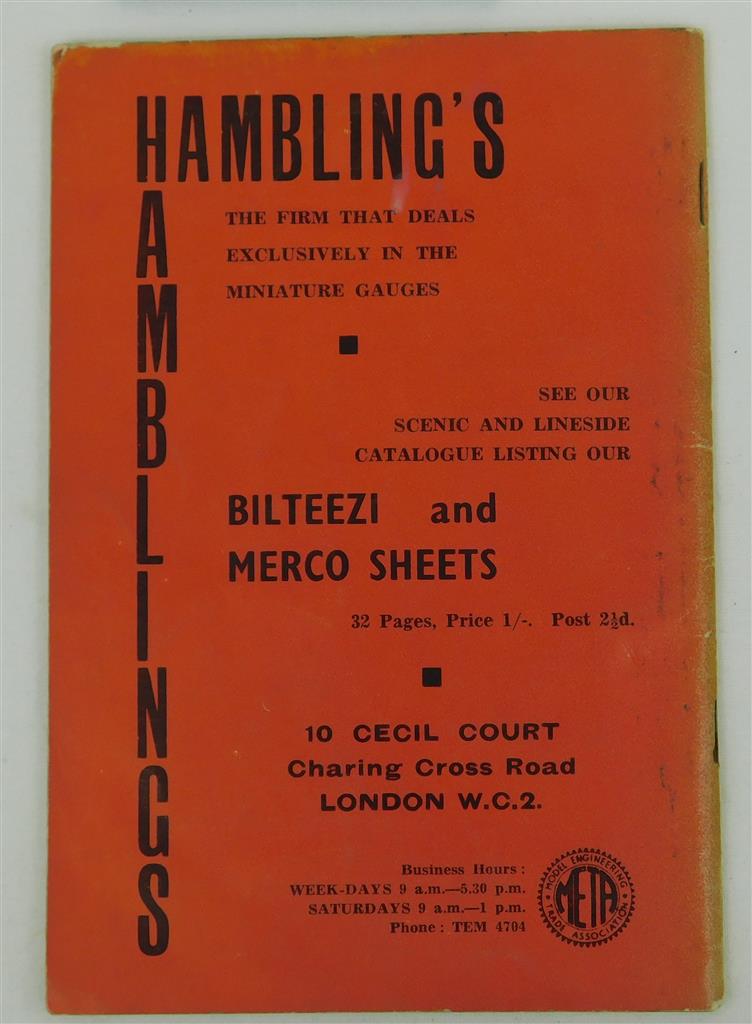 HAMBLING'S
HAMBLINGS
THE FIRM THAT DEALS
EXCLUSIVELY IN THE
MINIATURE GAUGES
SEE OUR
SCENIC AND LINESIDE
CATALOGUE LISTING OUR
BILTEEZI and
MERCO SHEETS
32 Pages, Price 1/-. Post 2½d.
10 CECIL COURT
Charing Cross Road
LONDON W.C.2.
Business Hours:
WEEK-DAYS 9 a.m.—5.30 p.m.
SATURDAYS 9 a.m.—1 p.m.
Phone: TEM 4704
MODEL ENGINEERING
META
TRADE ASSOCIATION